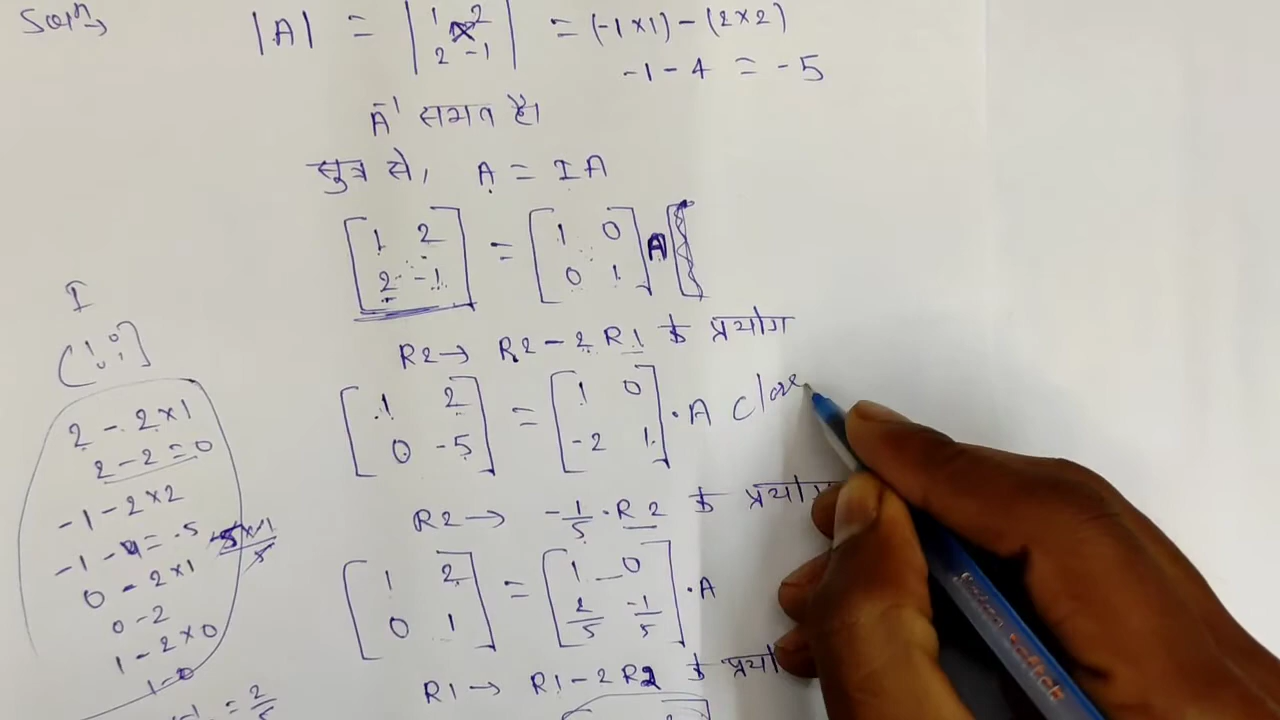 Soln→ |A| = |1 2| = (-1×1) - (2×2)
|2 -1| -1 - 4 = -5
A⁻¹ समव है।
सुत्र से, A = IA
[1 2] = [1 0] A
[2 -1] [0 1]
R2 → R2 - 2R1 के प्रयोग
[1 2] = [1 0] · A
[0 -5] [-2 1]
R2 → -1/5 · R2 के प्रयोग
[1 2] = [1 0] · A
[0 1] [2/5 -1/5]
R1 → R1 - 2R2 के प्रयो
I
[1 0]
[0 1]
2 - 2×1
2 - 2 = 0
-1 - 2×2
-1 - 4 = -5
0 - 2×1
0 - 2
1 - 2×0
1 - 0
= 2/5